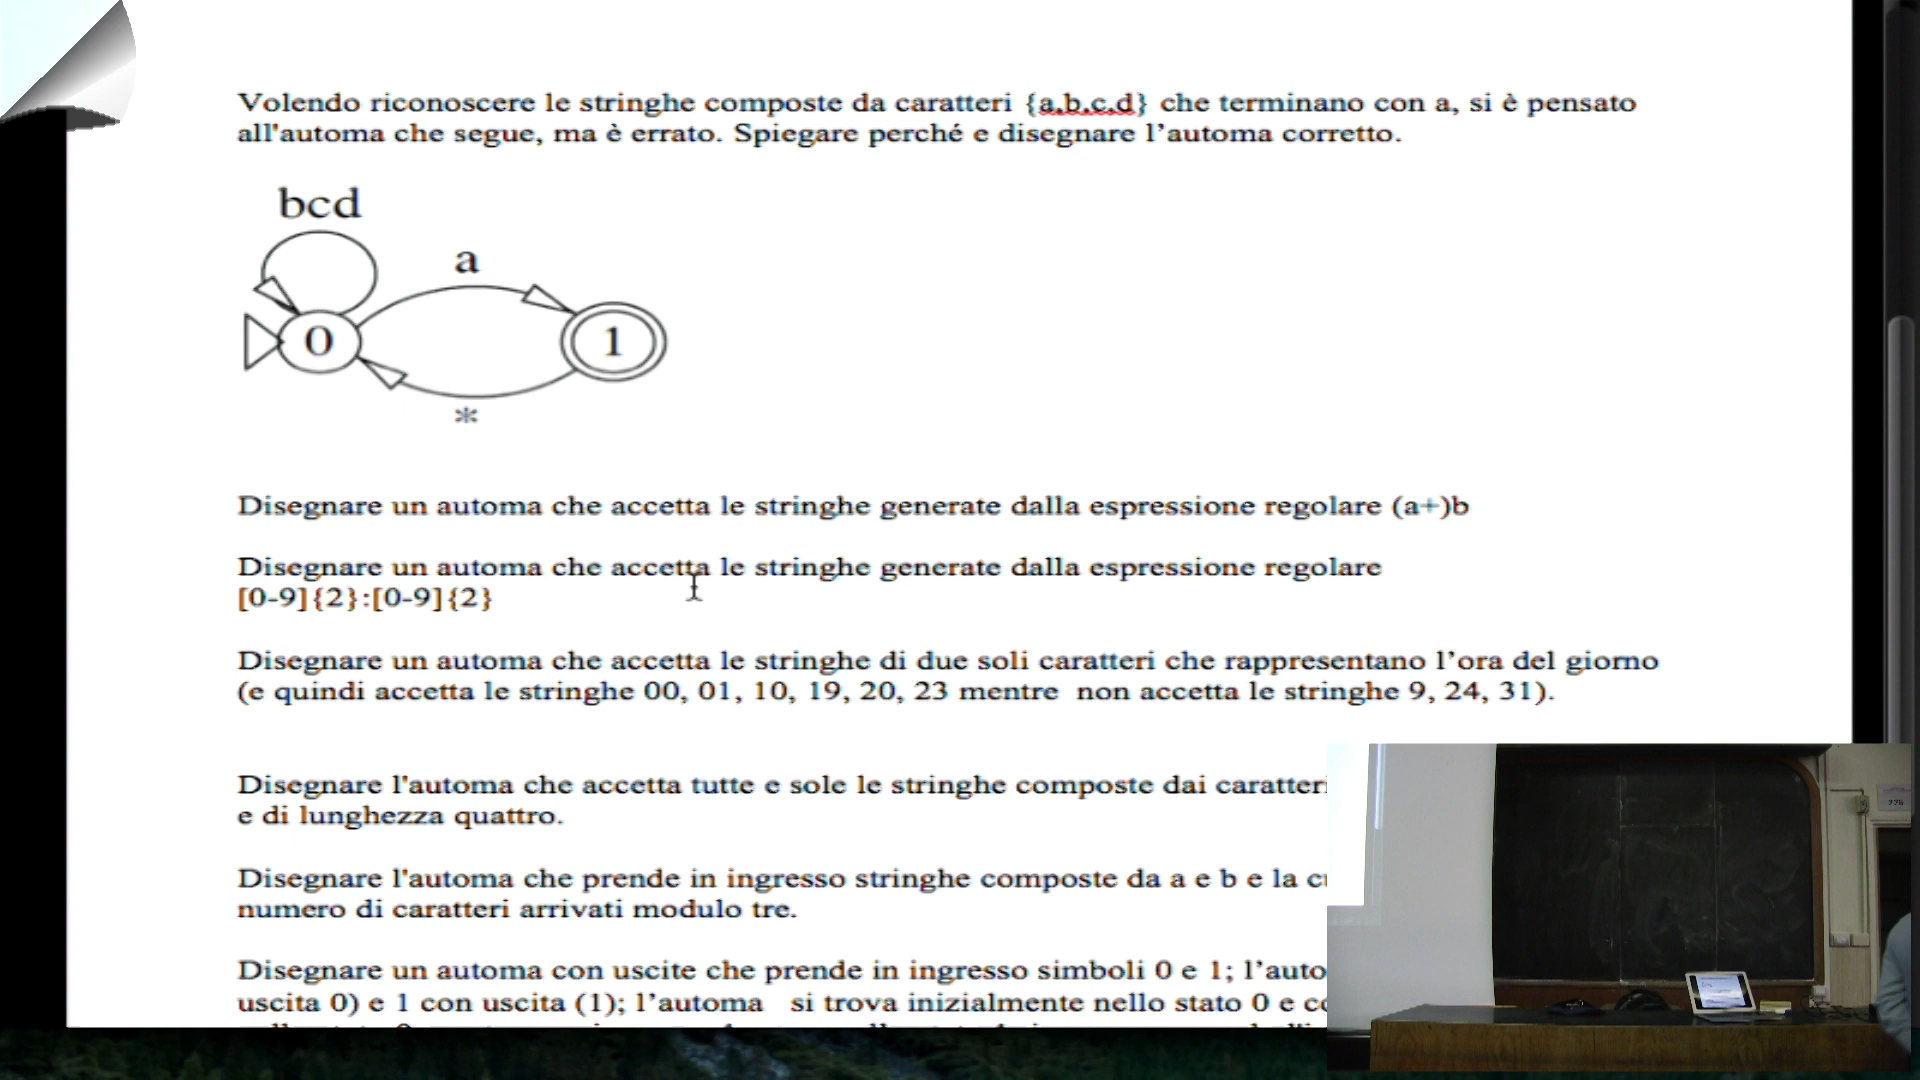 Volendo riconoscere le stringhe composte da caratteri {a,b,c,d} che terminano con a, si è pensato
all'automa che segue, ma è errato. Spiegare perché e disegnare l’automa corretto.
bcd
a
0
1
*
Disegnare un automa che accetta le stringhe generate dalla espressione regolare (a+)b
Disegnare un automa che accetta le stringhe generate dalla espressione regolare
[0-9]{2}:[0-9]{2}
Disegnare un automa che accetta le stringhe di due soli caratteri che rappresentano l’ora del giorno
(e quindi accetta le stringhe 00, 01, 10, 19, 20, 23 mentre non accetta le stringhe 9, 24, 31).
Disegnare l'automa che accetta tutte e sole le stringhe composte dai caratteri
e di lunghezza quattro.
Disegnare l'automa che prende in ingresso stringhe composte da a e b e la
numero di caratteri arrivati modulo tre.
Disegnare un automa con uscite che prende in ingresso simboli 0 e 1; l’auto
uscita 0) e 1 con uscita (1); l’automa si trova inizialmente nello stato 0 e